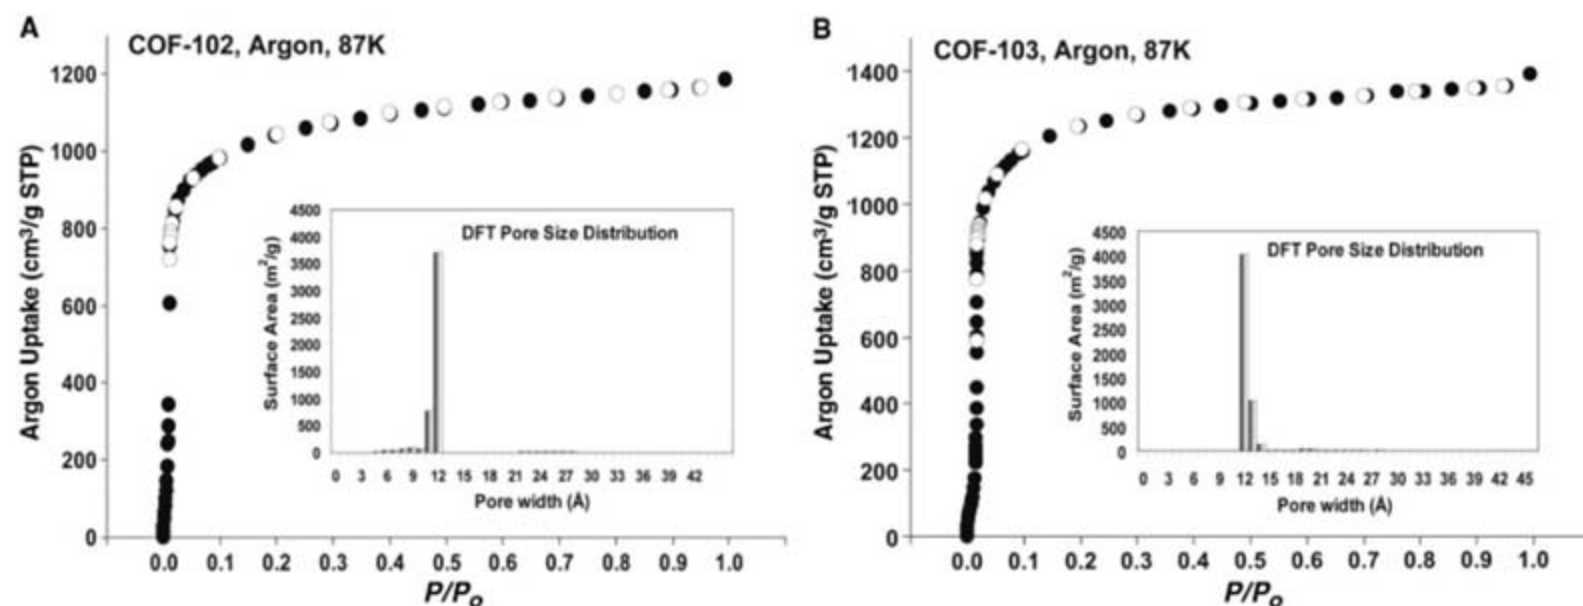 A
COF-102, Argon, 87K
Argon Uptake (cm³/g STP)
1200
1000
800
600
400
200
0
0.0 0.1 0.2 0.3 0.4 0.5 0.6 0.7 0.8 0.9 1.0
P/Po
DFT Pore Size Distribution
Surface Area (m²/g)
4500
4000
3500
3000
2500
2000
1500
1000
500
0
0 3 6 9 12 15 18 21 24 27 30 33 36 39 42
Pore width (Å)
B
COF-103, Argon, 87K
Argon Uptake (cm³/g STP)
1400
1200
1000
800
600
400
200
0
0.0 0.1 0.2 0.3 0.4 0.5 0.6 0.7 0.8 0.9 1.0
P/Po
DFT Pore Size Distribution
Surface Area (m²/g)
4500
4000
3500
3000
2500
2000
1500
1000
500
0
0 3 6 9 12 15 18 21 24 27 30 33 36 39 42 45
Pore width (Å)